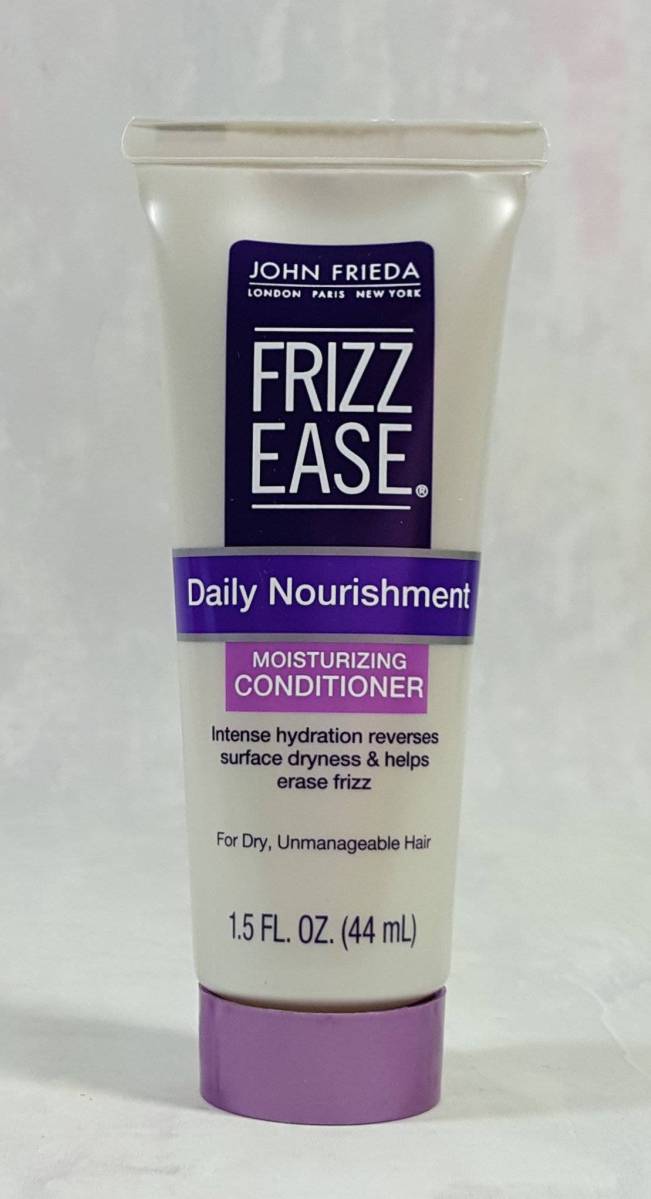 JOHN FRIEDA
LONDON PARIS NEW YORK
FRIZZ
EASE®
Daily Nourishment
MOISTURIZING
CONDITIONER
Intense hydration reverses
surface dryness & helps
erase frizz
For Dry, Unmanageable Hair
1.5 FL. OZ. (44 mL)